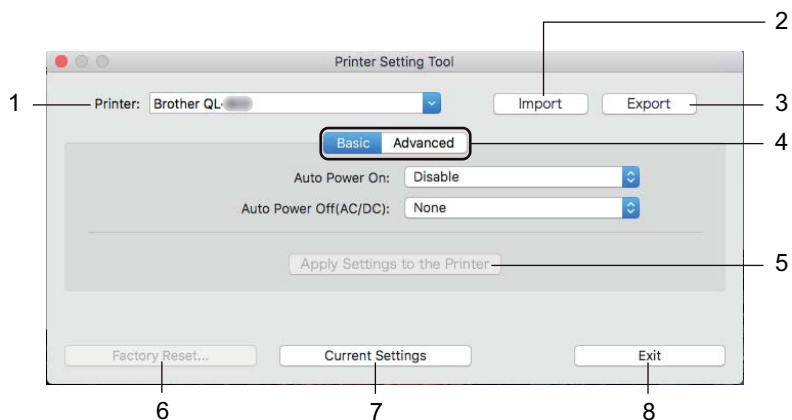 2
Printer Setting Tool
1 Printer: Brother QL- Import Export 3
Basic Advanced 4
Auto Power On: Disable
Auto Power Off(AC/DC): None
Apply Settings to the Printer 5
Factory Reset... Current Settings Exit
6 7 8